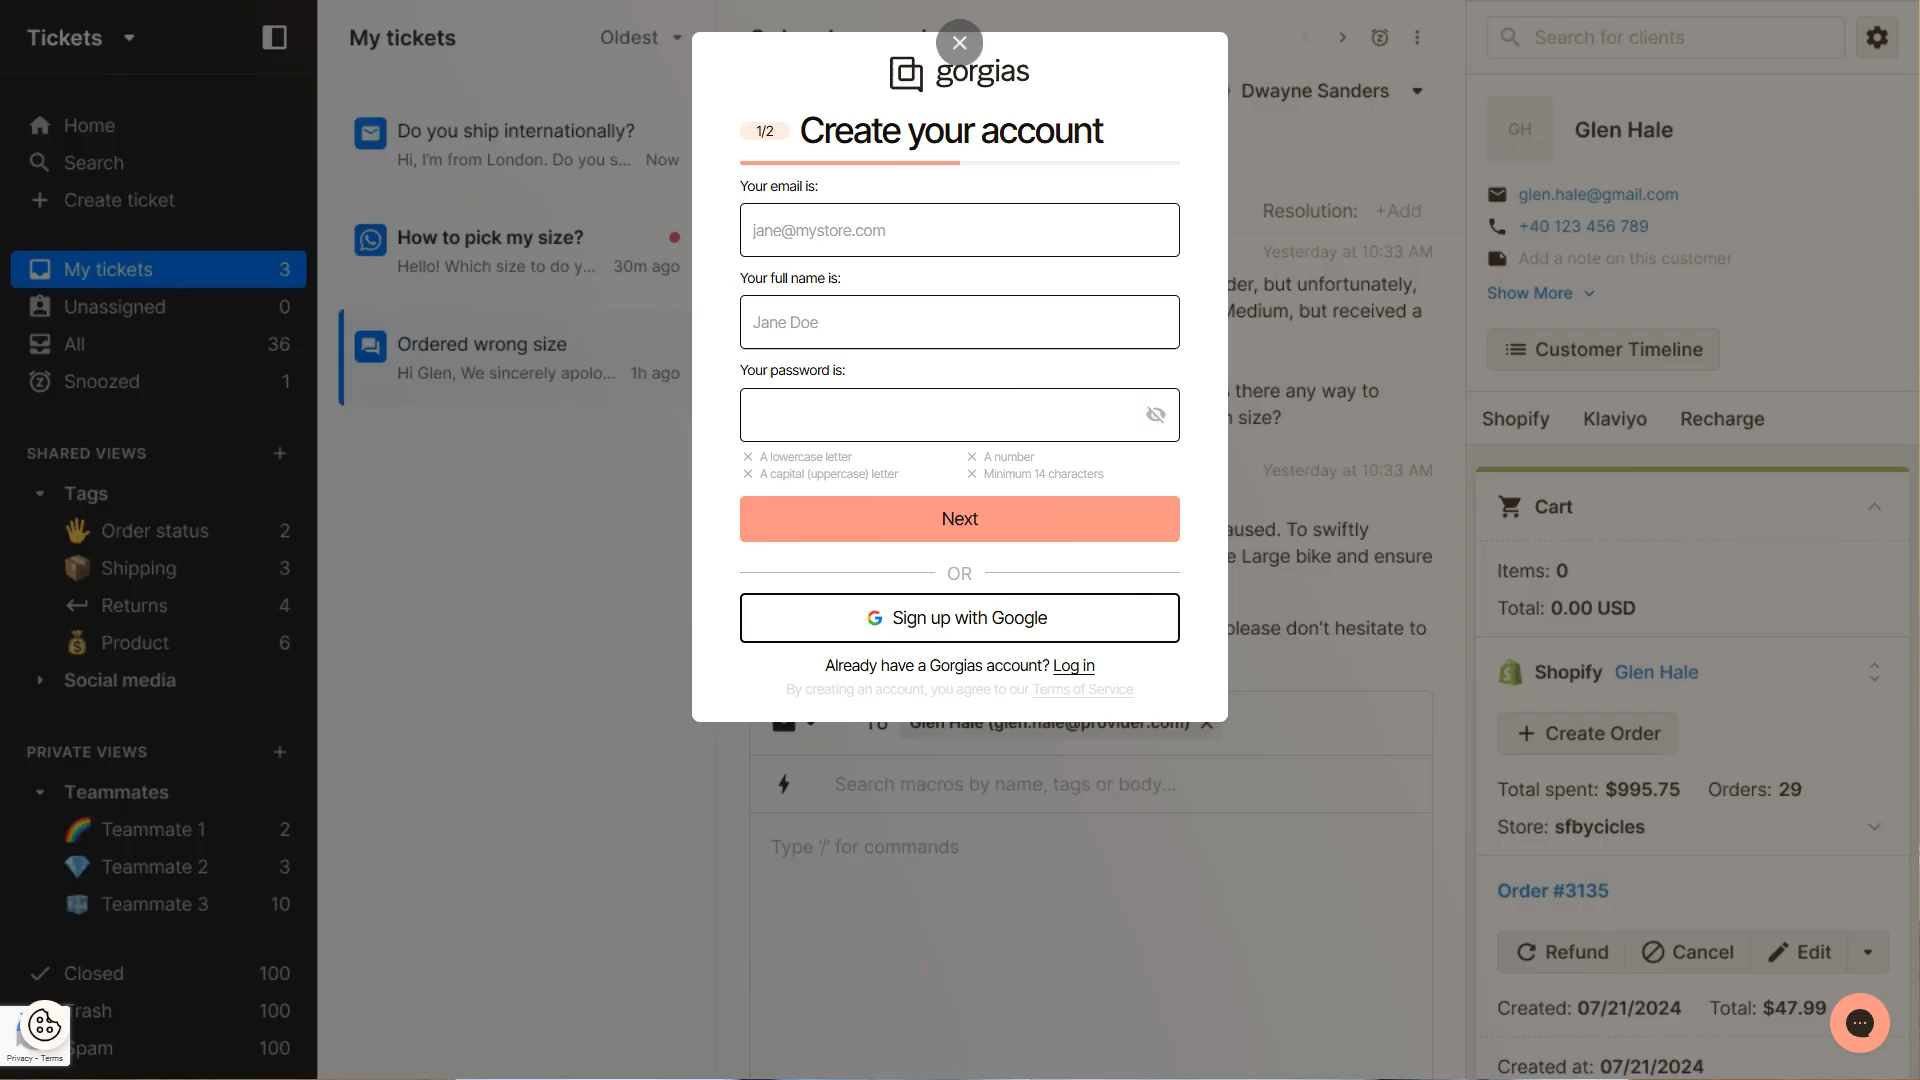 Tickets
Home
Search
Create ticket
My tickets 3
Unassigned 0
All 36
Snoozed 1
SHARED VIEWS
Tags
Order status 2
Shipping 3
Returns 4
Product 6
Social media
PRIVATE VIEWS
Teammates
Teammate 1 2
Teammate 2 3
Teammate 3 10
Closed 100
Trash 100
Spam 100
Privacy - Terms
My tickets
Oldest
Do you ship internationally?
Hi, I'm from London. Do you s... Now
How to pick my size?
Hello! Which size to do y... 30m ago
Ordered wrong size
Hi Glen, We sincerely apolo... 1h ago
gorgias
1/2 Create your account
Your email is:
jane@mystore.com
Your full name is:
Jane Doe
Your password is:
A lowercase letter
A number
A capital (uppercase) letter
Minimum 14 characters
Next
OR
Sign up with Google
Already have a Gorgias account? Log in
By creating an account, you agree to our Terms of Service
Dwayne Sanders
Resolution: +Add
Yesterday at 10:33 AM
der, but unfortunately,
Medium, but received a
there any way to
size?
Yesterday at 10:33 AM
aused. To swiftly
e Large bike and ensure
please don't hesitate to
To Glen Hale (glen.hale@provider.com)
Search macros by name, tags or body...
Type '/' for commands
Search for clients
GH
Glen Hale
glen.hale@gmail.com
+40 123 456 789
Add a note on this customer
Show More
Customer Timeline
Shopify Klaviyo Recharge
Cart
Items: 0
Total: 0.00 USD
Shopify Glen Hale
Create Order
Total spent: $995.75 Orders: 29
Store: sfbycicles
Order #3135
Refund Cancel Edit
Created: 07/21/2024 Total: $47.99
Created at: 07/21/2024